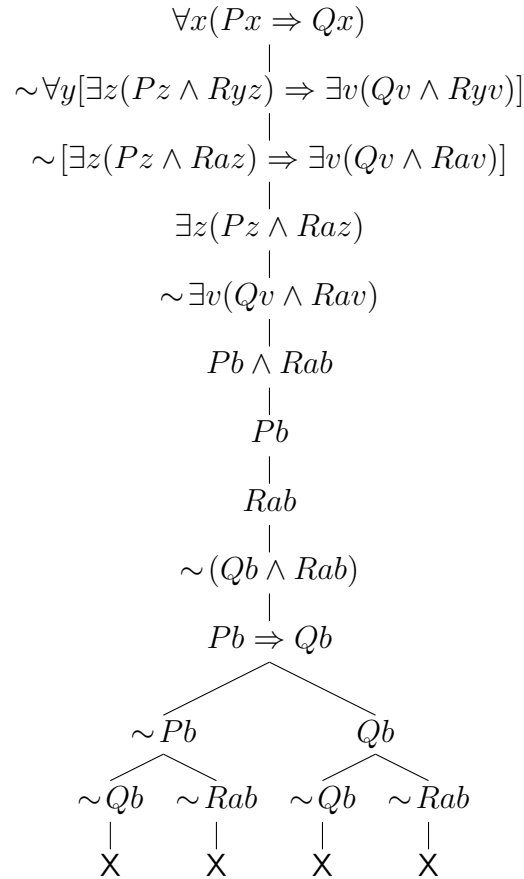 ∀x(Px ⇒ Qx)
∼∀y[∃z(Pz ∧ Ryz) ⇒ ∃v(Qv ∧ Ryv)]
∼[∃z(Pz ∧ Raz) ⇒ ∃v(Qv ∧ Rav)]
∃z(Pz ∧ Raz)
∼∃v(Qv ∧ Rav)
Pb ∧ Rab
Pb
Rab
∼(Qb ∧ Rab)
Pb ⇒ Qb
∼Pb Qb
∼Qb ∼Rab ∼Qb ∼Rab
X X X X